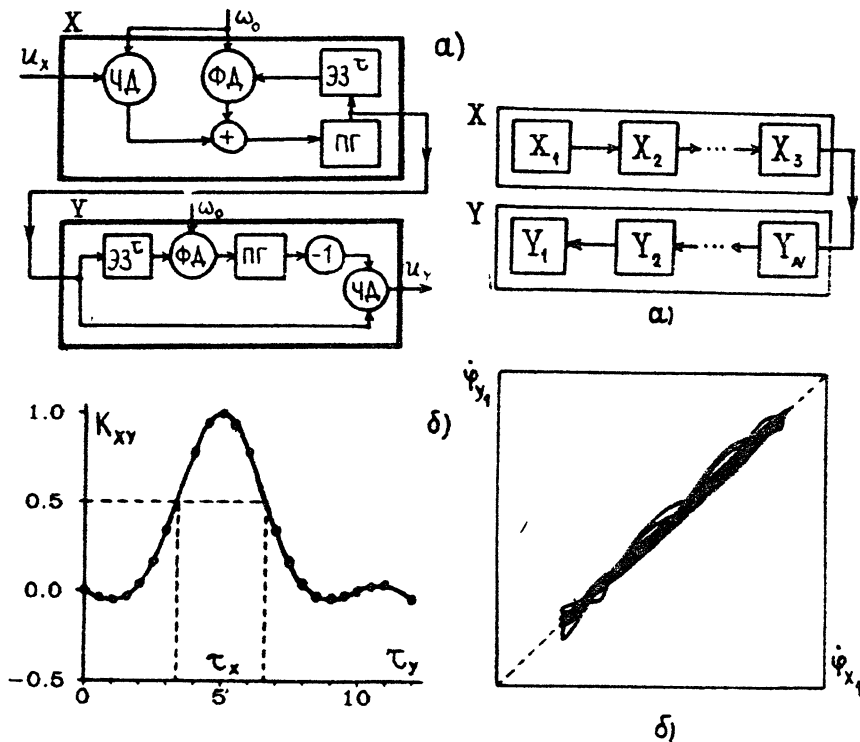 X
ω₀
а)
u_x
ЧД
ФД
ЭЗ^τ
+
ПГ
Y
ω₀
ЭЗ^τ
ФД
ПГ
-1
ЧД
u_Y
X
X₁
X₂
...
X₃
Y
Y₁
Y₂
...
Y_N
а)
K_XY
б)
1.0
0.5
0.0
-0.5
0
5
10
τ_x
τ_y
φ̇_y₁
φ̇_x₁
б)